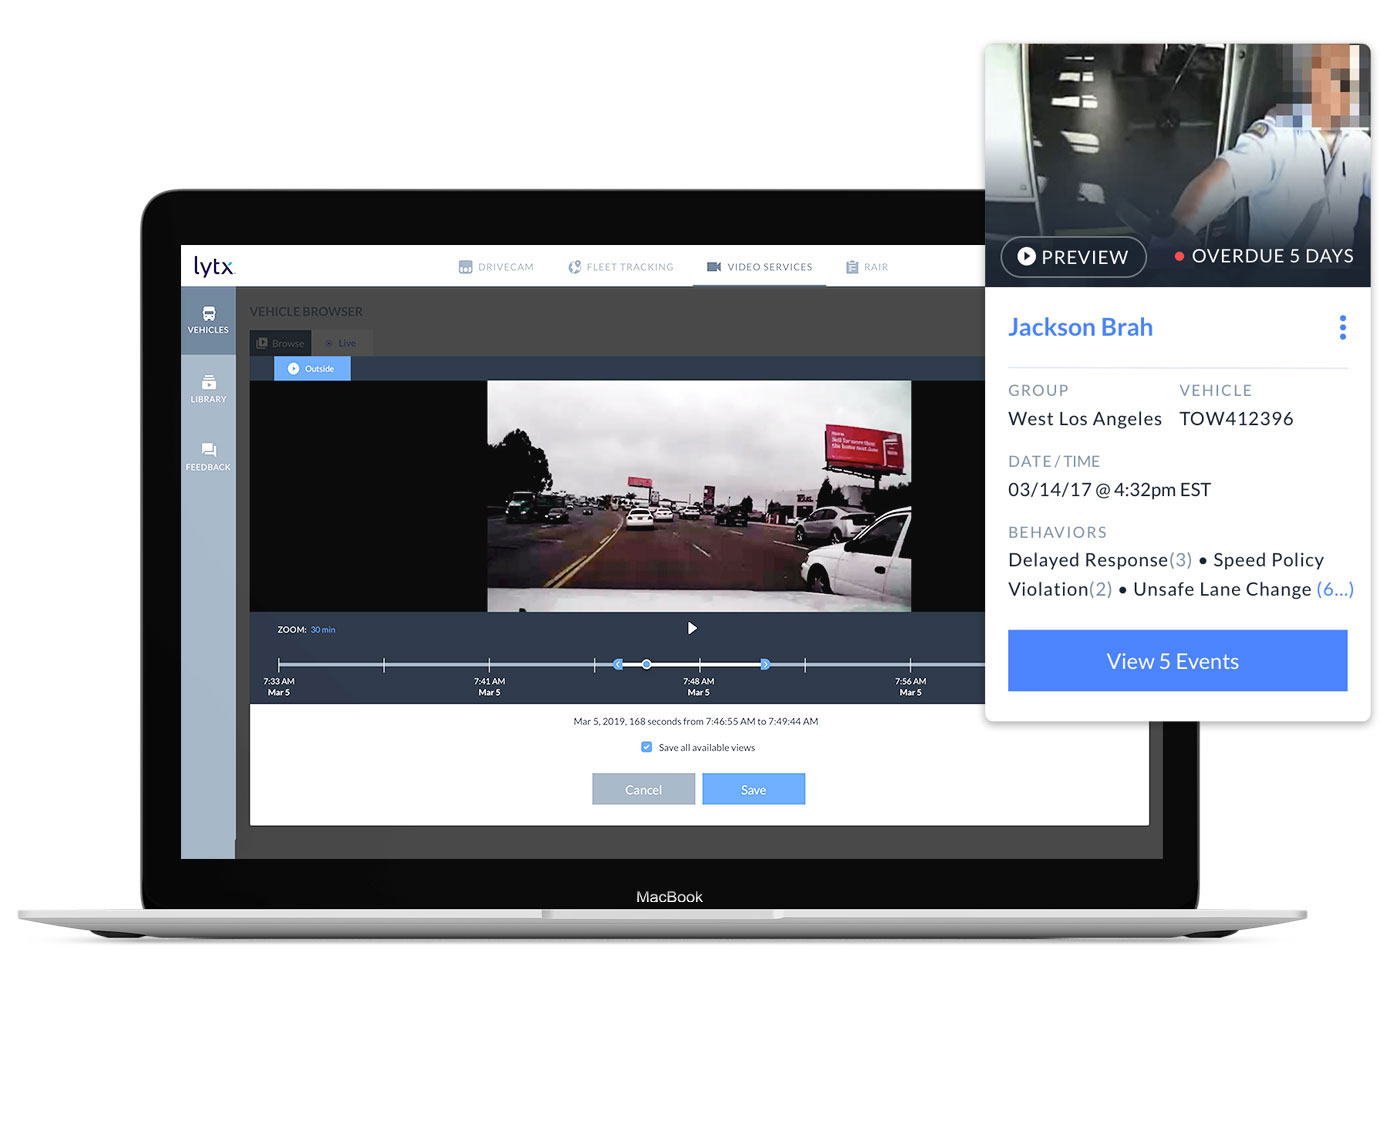 lytx
DRIVECAM
FLEET TRACKING
VIDEO SERVICES
RAIR
VEHICLES
LIBRARY
FEEDBACK
VEHICLE BROWSER
Browse
Live
Outside
ZOOM: 30 min
7:33 AM
Mar 5
7:41 AM
Mar 5
7:48 AM
Mar 5
7:56 AM
Mar 5
Mar 5, 2019, 168 seconds from 7:46:55 AM to 7:49:44 AM
Save all available views
Cancel
Save
MacBook
PREVIEW
OVERDUE 5 DAYS
Jackson Brah
GROUP
West Los Angeles
VEHICLE
TOW412396
DATE/TIME
03/14/17 @ 4:32pm EST
BEHAVIORS
Delayed Response(3) • Speed Policy
Violation(2) • Unsafe Lane Change (6...)
View 5 Events